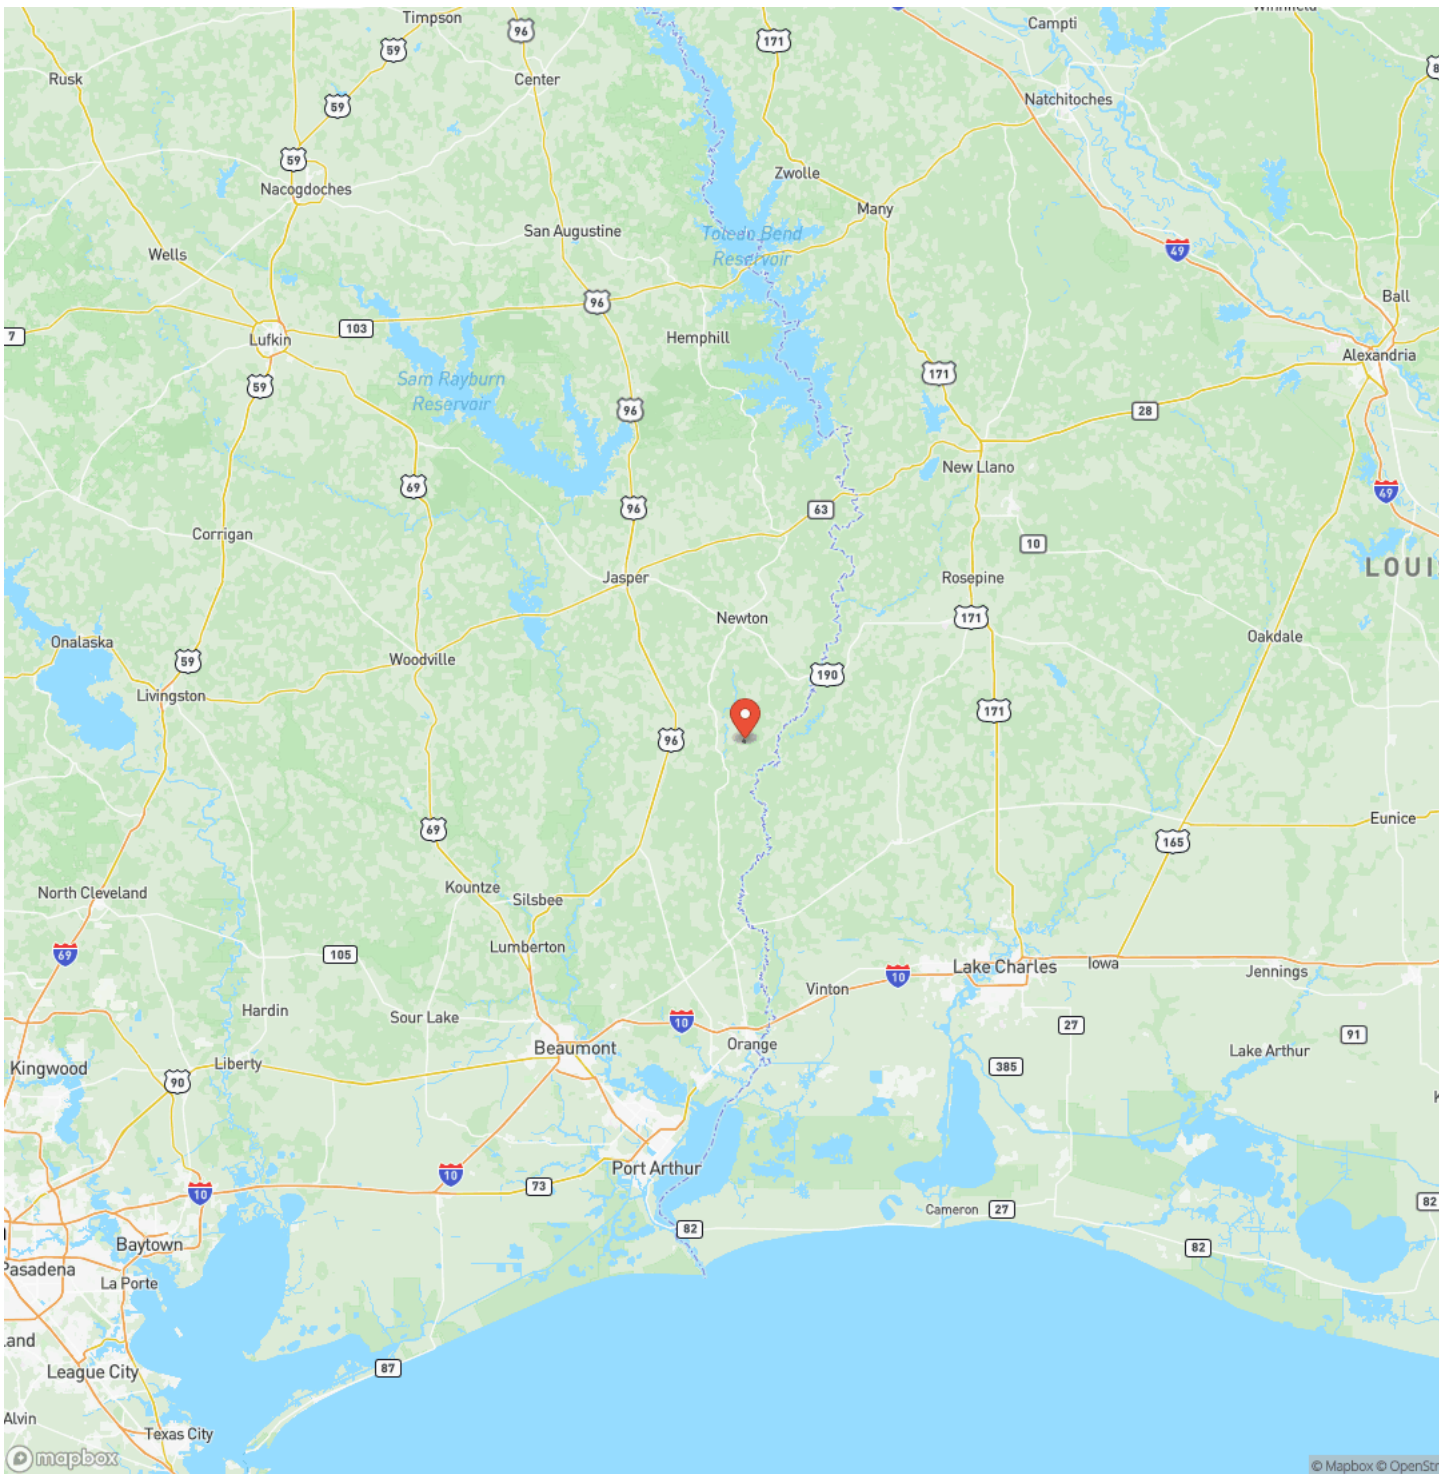 Timpson
Campti
96
171
59
Rusk
Center
59
Natchitoches
59
Nacogdoches
Zwolle
Many
San Augustine
Toledo Bend
Reservoir
Wells
49
96
Ball
103
7
Hemphill
Lufkin
Alexandria
171
59
Sam Rayburn
Reservoir
96
28
New Llano
69
49
96
63
Corrigan
10
LOUI
Jasper
Rosepine
Newton
171
Onalaska
Oakdale
Woodville
59
190
Livingston
171
96
Eunice
69
165
Kountze
North Cleveland
Silsbee
Lumberton
69
105
Lake Charles
Iowa
Jennings
10
Vinton
Hardin
Sour Lake
10
27
91
Beaumont
Orange
Lake Arthur
Liberty
Kingwood
385
90
Port Arthur
10
73
10
82
Cameron
27
82
Baytown
82
Pasadena
La Porte
87
League City
Alvin
Texas City
mapbox
© Mapbox © OpenStr